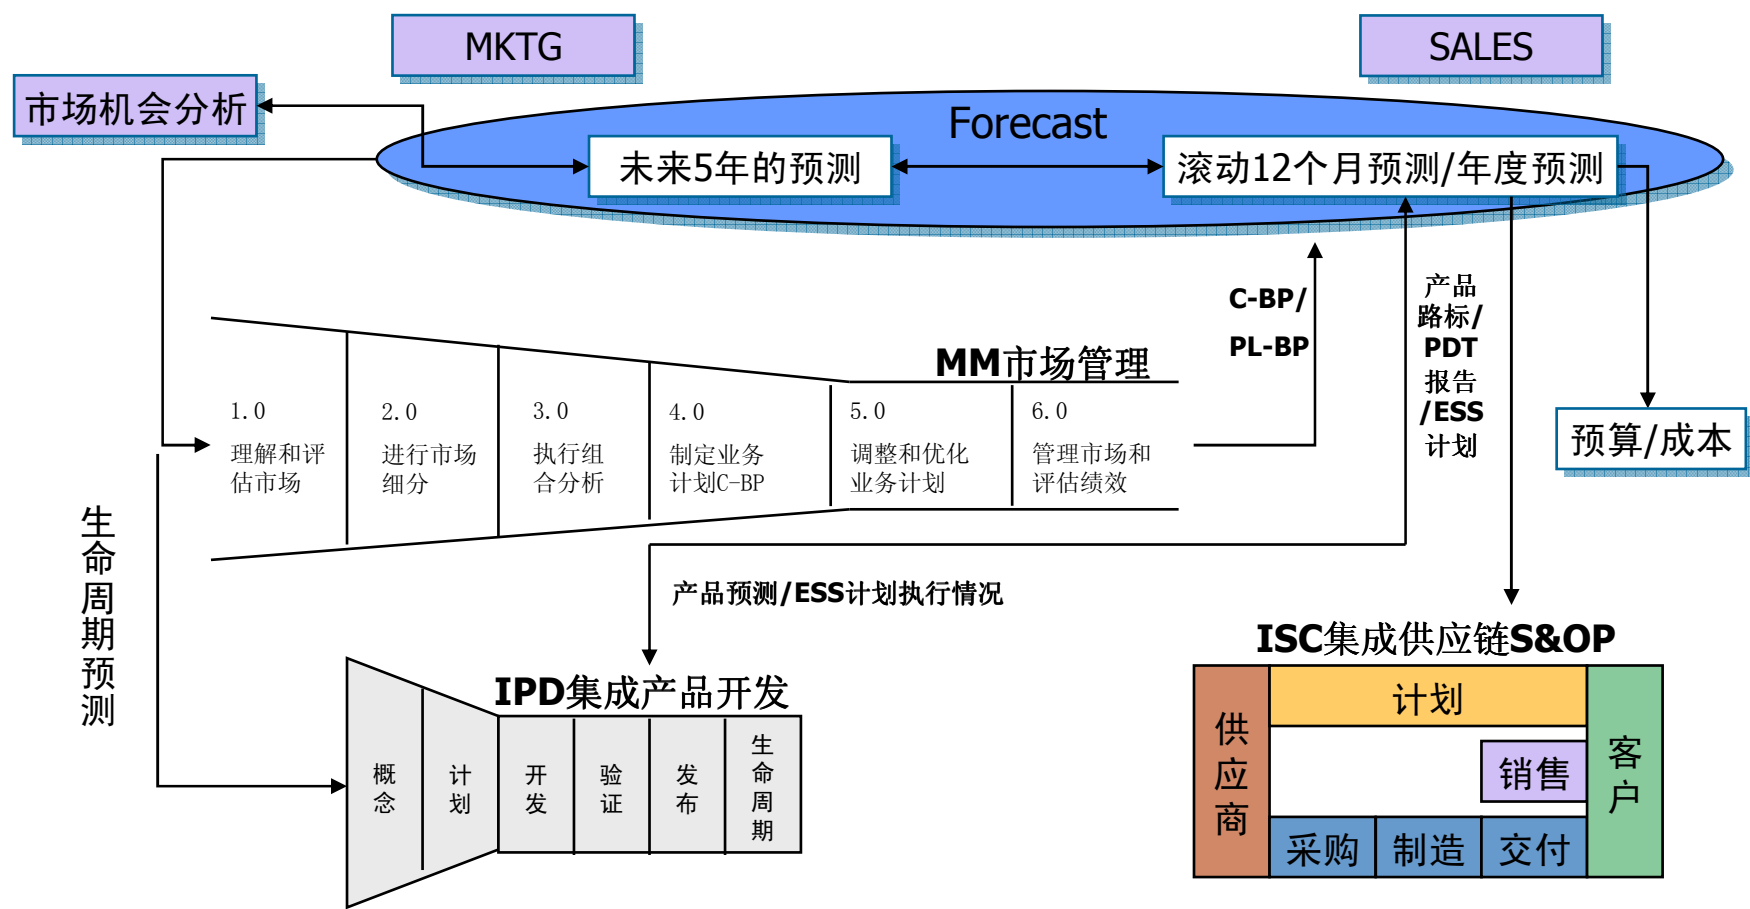 MKTG
SALES
市场机会分析
Forecast
未来5年的预测
滚动12个月预测/年度预测
C-BP/
PL-BP
产品
路标/
PDT
报告
/ESS
计划
预算/成本
MM市场管理
1.0
理解和评
估市场
2.0
进行市场
细分
3.0
执行组
合分析
4.0
制定业务
计划C-BP
5.0
调整和优化
业务计划
6.0
管理市场和
评估绩效
生命周期预测
产品预测/ESS计划执行情况
IPD集成产品开发
概念
计划
开发
验证
发布
生命周期
ISC集成供应链S&OP
供应商
计划
销售
客户
采购
制造
交付